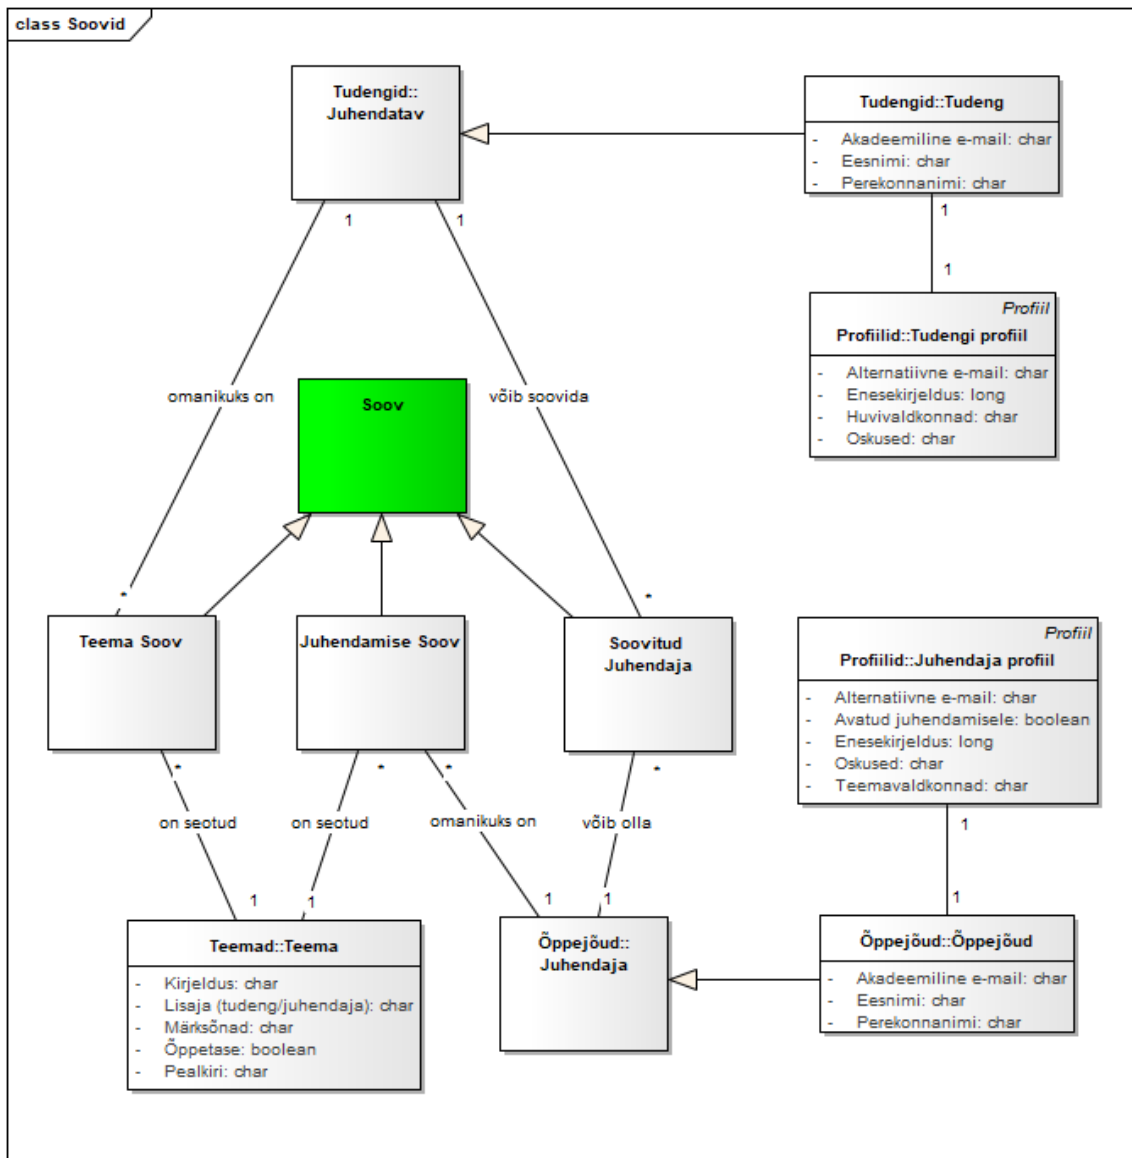 class Soovid
Tudengid::
Juhendatav
Tudengid::Tudeng
- Akadeemiline e-mail: char
- Eesnimi: char
- Perekonnanimi: char
1
1
1
1
Profiil
Profiilid::Tudengi profiil
- Alternatiivne e-mail: char
- Enesekirjeldus: long
- Huvivaldkonnad: char
- Oskused: char
omanikuks on
võib soovida
Soov
*
*
Teema Soov
Juhendamise Soov
Soovitud
Juhendaja
Profiil
Profiilid::Juhendaja profiil
- Alternatiivne e-mail: char
- Avatud juhendamisele: boolean
- Enesekirjeldus: long
- Oskused: char
- Teemavaldkonnad: char
*
*
*
*
on seotud
on seotud
omanikuks on
võib olla
1
1
1
1
1
1
Teemad::Teema
- Kirjeldus: char
- Lisaja (tudeng/juhendaja): char
- Märksõnad: char
- Õppetase: boolean
- Pealkiri: char
Õppejõud::
Juhendaja
Õppejõud::Õppejõud
- Akadeemiline e-mail: char
- Eesnimi: char
- Perekonnanimi: char